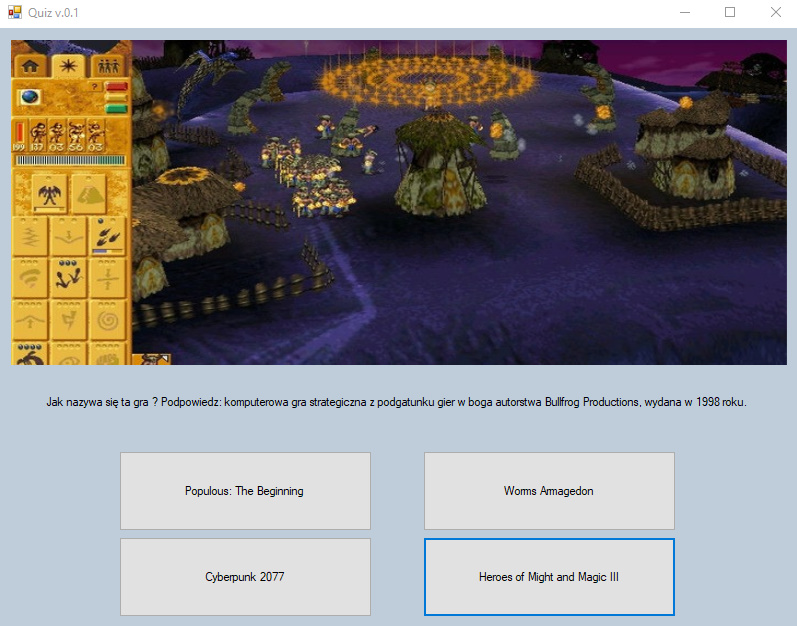 Quiz v.0.1
?
199 137 03 56 03
Jak nazywa się ta gra ? Podpowiedz: komputerowa gra strategiczna z podgatunku gier w boga autorstwa Bullfrog Productions, wydana w 1998 roku.
Populous: The Beginning
Worms Armagedon
Cyberpunk 2077
Heroes of Might and Magic III